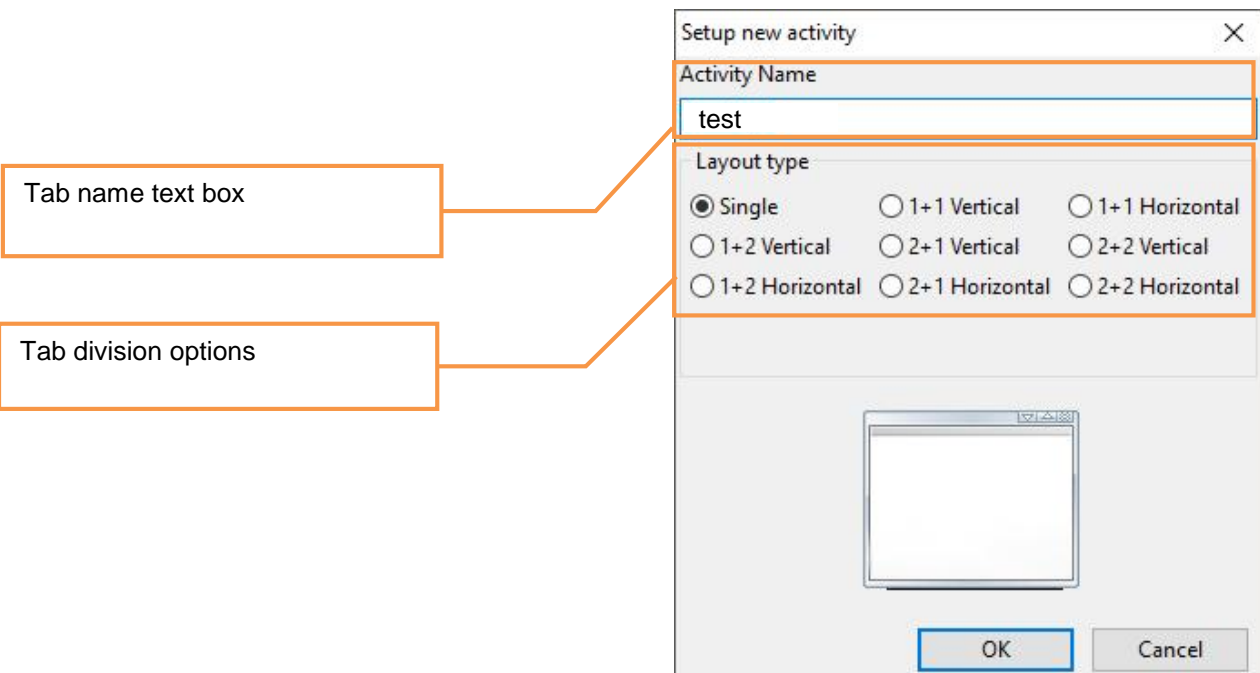 Setup new activity
Activity Name
test
Tab name text box
Layout type
Single 1+1 Vertical 1+1 Horizontal
1+2 Vertical 2+1 Vertical 2+2 Vertical
1+2 Horizontal 2+1 Horizontal 2+2 Horizontal
Tab division options
OK Cancel